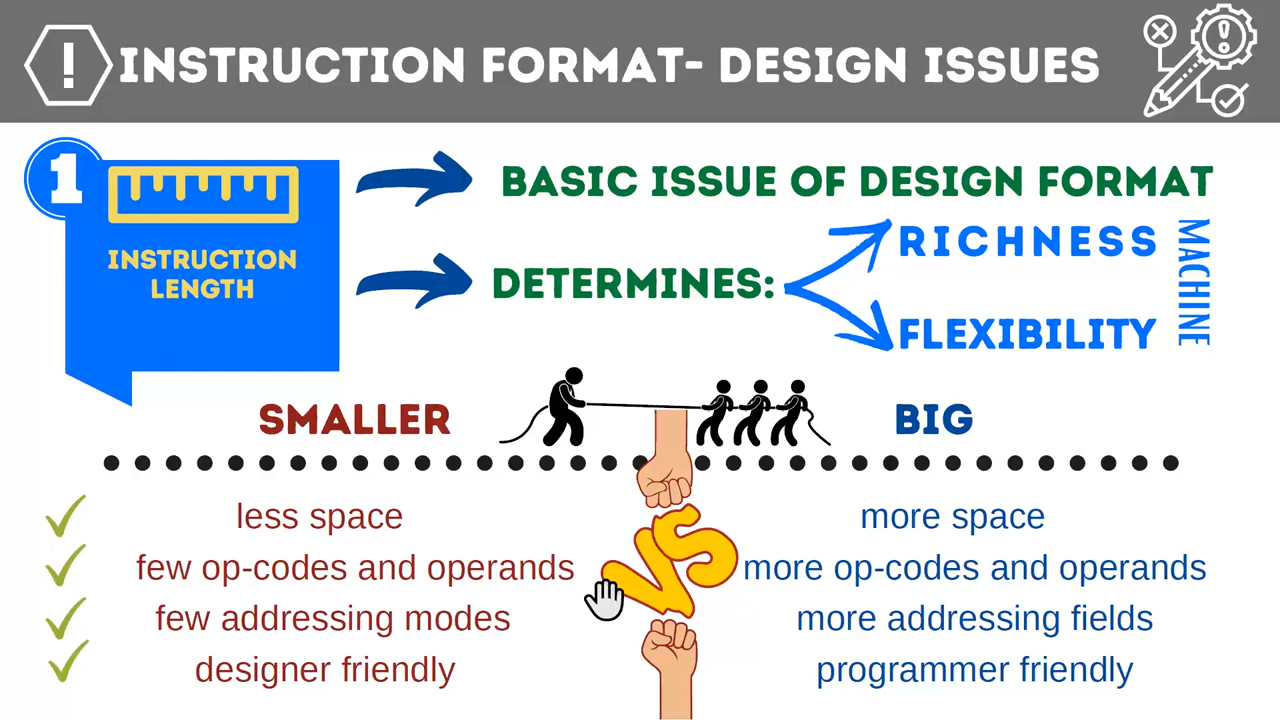 INSTRUCTION FORMAT- DESIGN ISSUES
1
INSTRUCTION
LENGTH
BASIC ISSUE OF DESIGN FORMAT
DETERMINES:
RICHNESS
FLEXIBILITY
MACHINE
SMALLER
BIG
VS
less space
more space
few op-codes and operands
more op-codes and operands
few addressing modes
more addressing fields
designer friendly
programmer friendly